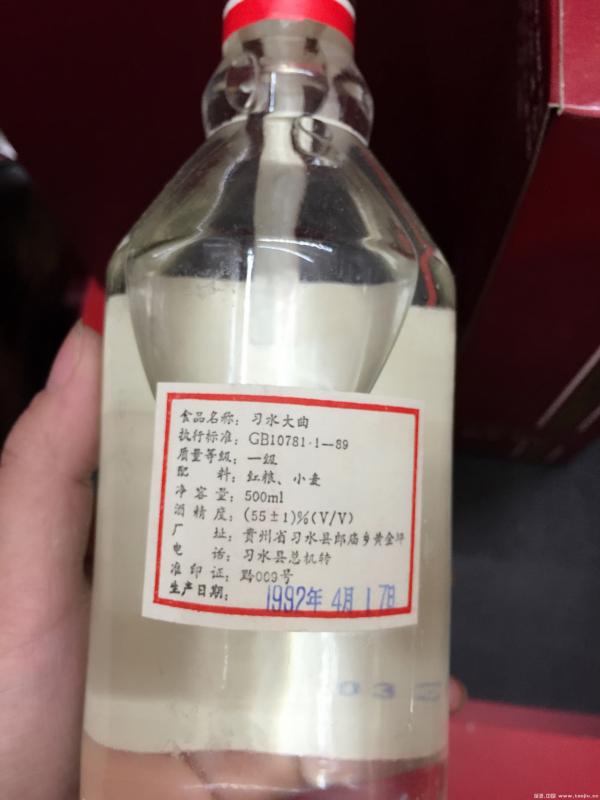 食品名称：习水大曲
执行标准：GB10781·1—89
质量等级：一级
配 料：红粮、小麦
净 容 量：500ml
酒 精 度：(55±1)%(V/V)
厂 址：贵州省习水县郎庙乡黄金坪
电 话：习水县总机转
准 印 证：黔009号
生产日期：1992年 4月 17日
03
www.taojiu.cc